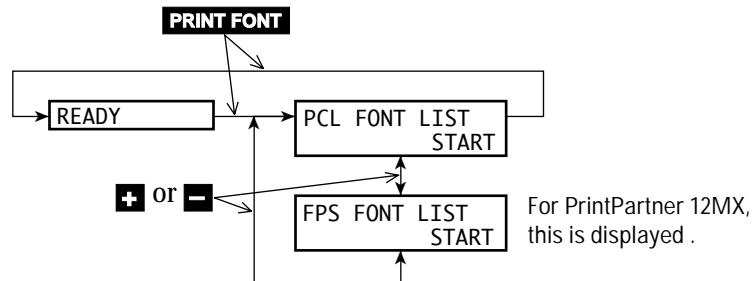 PRINT FONT
READY
PCL FONT LIST
START
+ or -
FPS FONT LIST
START
For PrintPartner 12MX,
this is displayed .